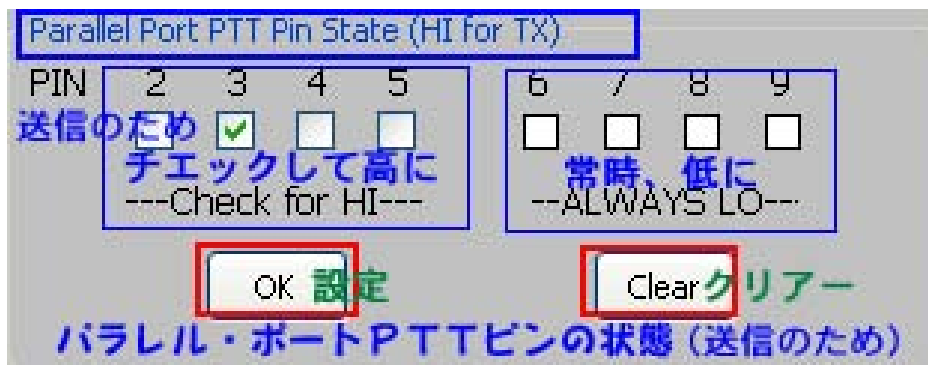 Parallel Port PTT Pin State (HI for TX)
PIN 2 3 4 5 6 7 8 9
送信のため
チエックして高に
常時、低に
---Check for HI---
--ALWAYS LO---
OK 設定
Clear クリアー
パラレル・ポートPTTピンの状態(送信のため)